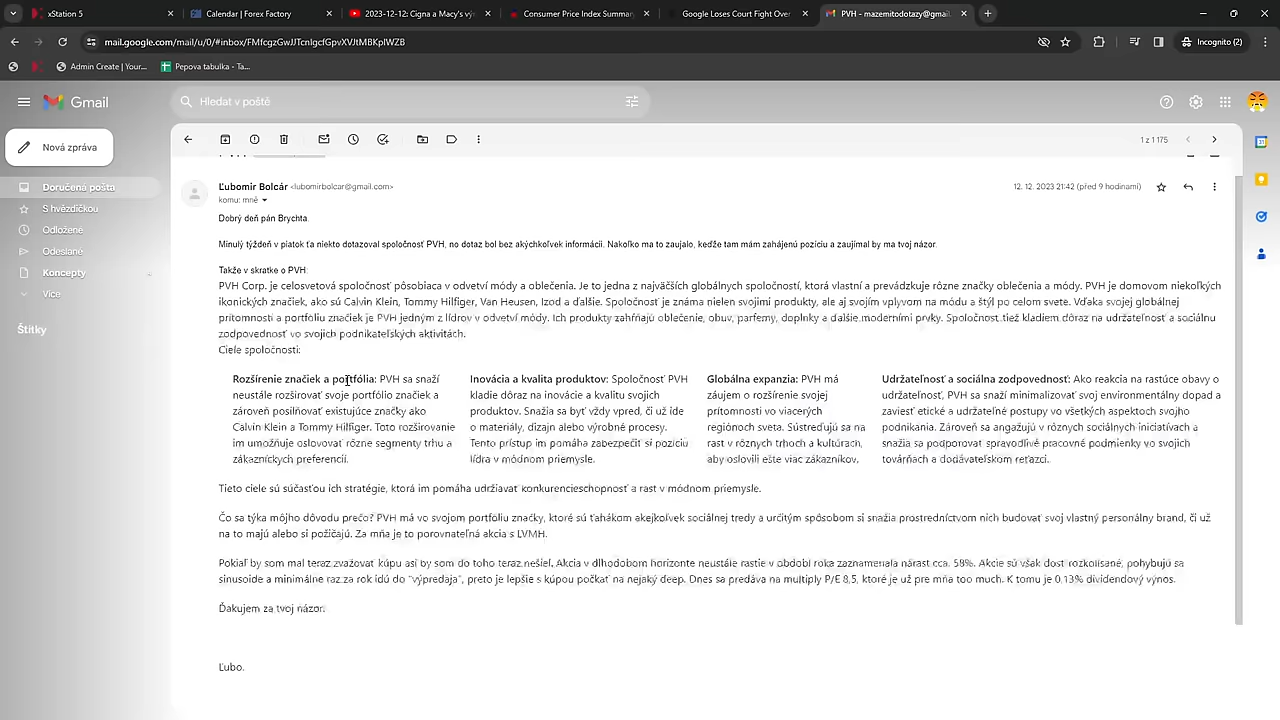 xStation 5
Calendar | Forex Factory
2023-12-12: Cigna a Macy's vý
Consumer Price Index Summar
Google Loses Court Fight Over
PVH - mazemitodotazy@gmail.
mail.google.com/mail/u/0/#inbox/FMfcgzGwJJTcnlgcfGpvXVJtMBKplWZB
Incognito (2)
Admin Create | Your...
Pepova tabulka - Ta...
Gmail
Hledat v poště
Nová zpráva
1 z 1 175
Doručená pošta
S hvězdičkou
Odložené
Odeslané
Koncepty
Více
Štítky
Ľubomír Bolcár <lubomirbolcar@gmail.com>
12. 12. 2023 21:42 (před 9 hodinami)
komu: mně
Dobrý deň pán Brychta.
Minulý týždeň v piatok ťa niekto dotazoval spoločnosť PVH, no dotaz bol bez akýchkoľvek informácii. Nakoľko ma to zaujalo, keďže tam mám zahájenú pozíciu a zaujímal by ma tvoj názor.
Takže v skratke o PVH:
PVH Corp. je celosvetová spoločnosť pôsobiaca v odvetví módy a oblečenia. Je to jedna z najväčších globálnych spoločností, ktorá vlastní a prevádzkuje rôzne značky oblečenia a módy. PVH je domovom niekoľkých
ikonických značiek, ako sú Calvin Klein, Tommy Hilfiger, Van Heusen, Izod a ďalšie. Spoločnosť je známa nielen svojimi produkty, ale aj svojím vplyvom na módu a štýl po celom svete. Vďaka svojej globálnej
prítomnosti a portfóliu značiek je PVH jedným z lídrov v odvetví módy. Ich produkty zahŕňajú oblečenie, obuv, parfemy, doplnky a ďalšie moderními prvky. Spoločnosť tiež kladiem dôraz na udržateľnosť a sociálnu
zodpovednosť vo svojich podnikateľských aktivitách.
Ciele spoločnosti:
Rozšírenie značiek a portfólia: PVH sa snaží
neustále rozširovať svoje portfólio značiek a
zároveň posilňovať existujúce značky ako
Calvin Klein a Tommy Hilfiger. Toto rozširovanie
im umožňuje oslovovať rôzne segmenty trhu a
zákazníckych preferencií.
Inovácia a kvalita produktov: Spoločnosť PVH
kladie dôraz na inovácie a kvalitu svojich
produktov. Snažia sa byť vždy vpred, či už ide
o materiály, dizajn alebo výrobné procesy.
Tento prístup im pomáha zabezpečiť si pozíciu
lídra v módnom priemysle.
Globálna expanzia: PVH má
záujem o rozšírenie svojej
prítomnosti vo viacerých
regiónoch sveta. Sústreďujú sa na
rast v rôznych trhoch a kultúrach,
aby oslovili ešte viac zákazníkov.
Udržateľnosť a sociálna zodpovednosť: Ako reakcia na rastúce obavy o
udržateľnosť, PVH sa snaží minimalizovať svoj environmentálny dopad a
zaviesť etické a udržateľné postupy vo všetkých aspektoch svojho
podnikania. Zároveň sa angažujú v rôznych sociálnych iniciatívach a
snažia sa podporovať spravodlivé pracovné podmienky vo svojich
továrňach a dodávateľskom reťazci.
Tieto ciele sú súčasťou ich stratégie, ktorá im pomáha udržiavať konkurencieschopnosť a rast v módnom priemysle.
Čo sa týka môjho dôvodu prečo? PVH má vo svojom portfóliu značky, ktoré sú ťahákom akejkoľvek sociálnej tredy a určitým spôsobom si snažia prostredníctvom nich budovať svoj vlastný personálny brand, či už
na to majú alebo si požičajú. Za mňa je to porovnateľná akcia s LVMH.
Pokiaľ by som mal teraz zvažovať kúpu asi by som do toho teraz nešiel. Akcia v dlhodobom horizonte neustále rastie v období roka zaznamenala nárast cca. 58%. Akcie sú však dosť rozkolísané, pohybujú sa
sinusoide a minimálne raz za rok idú do "výpredaja", preto je lepšie s kúpou počkať na nejaký deep. Dnes sa predáva na multiply P/E 8,5, ktoré je už pre mňa too much. K tomu je 0,13% dividendový výnos.
Ďakujem za tvoj názor.
Ľubo.